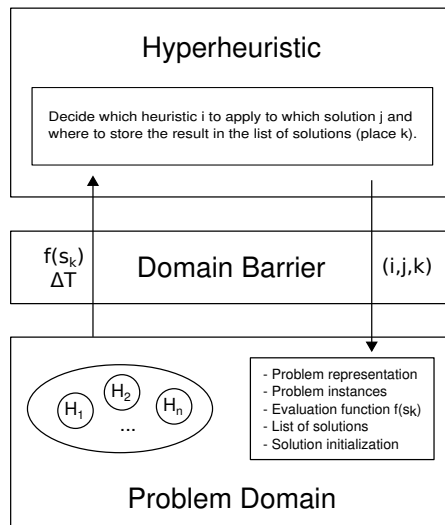 Hyperheuristic
Decide which heuristic i to apply to which solution j and
where to store the result in the list of solutions (place k).
f(sₖ)
ΔT
Domain Barrier
(i,j,k)
H₁
H₂
Hₙ
...
- Problem representation
- Problem instances
- Evaluation function f(sₖ)
- List of solutions
- Solution initialization
Problem Domain